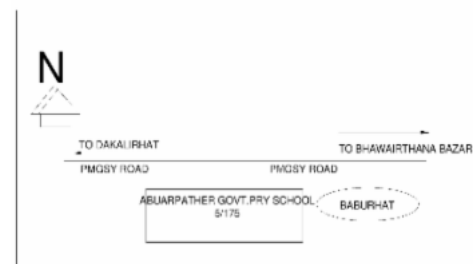 N
TO DAKALIRHAT
TO BHAWAIRTHANA BAZAR
PMGSY ROAD PMGSY ROAD
ABUARPATHER GOVT.PRY SCHOOL
5/175
BABURHAT